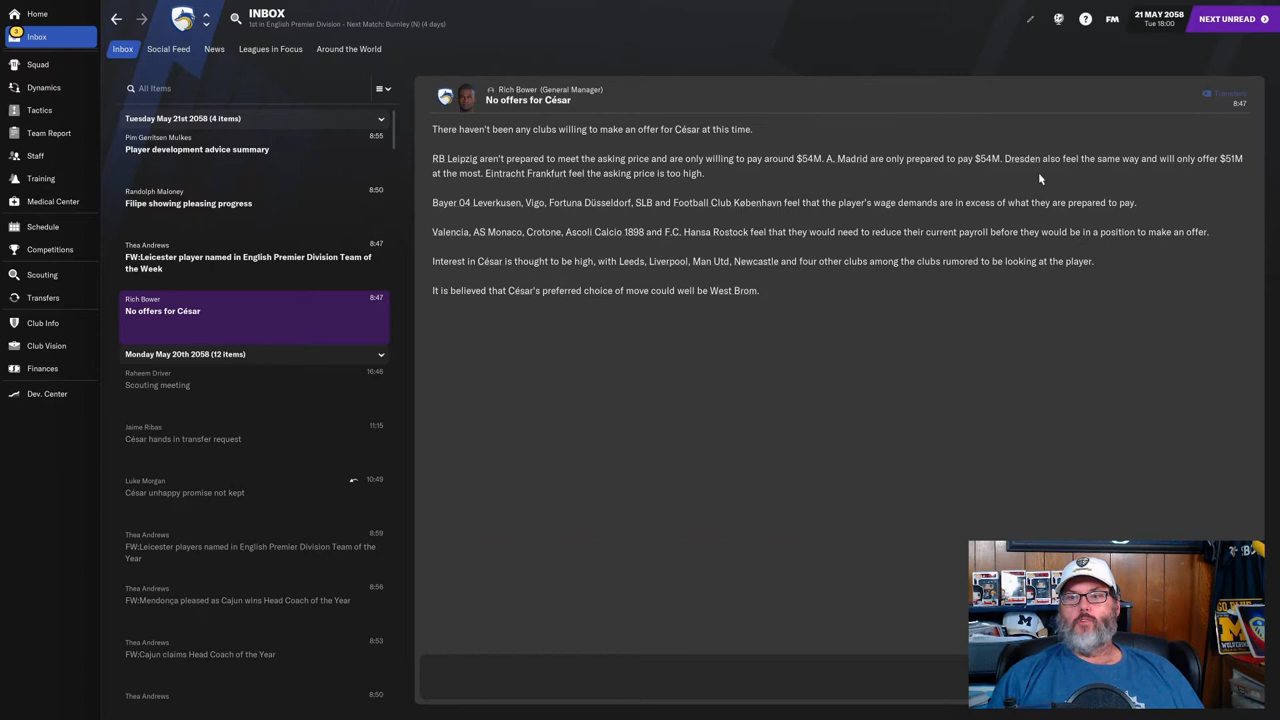 INBOX
1st in English Premier Division - Next Match: Burnley (N) (4 days)
FM
21 MAY 2058
Tue 18:00
NEXT UNREAD
Home
3
Inbox
Squad
Dynamics
Tactics
Team Report
Staff
Training
Medical Center
Schedule
Competitions
Scouting
Transfers
Club Info
Club Vision
Finances
Dev. Center
Inbox
Social Feed
News
Leagues in Focus
Around the World
All Items
Tuesday May 21st 2058 (4 items)
Pim Gerritsen Mulkes
8:55
Player development advice summary
Randolph Maloney
8:50
Filipe showing pleasing progress
Thea Andrews
8:47
FW:Leicester player named in English Premier Division Team of
the Week
Rich Bower
8:47
No offers for César
Monday May 20th 2058 (12 items)
Raheem Driver
16:46
Scouting meeting
Jaime Ribas
11:15
César hands in transfer request
Luke Morgan
10:49
César unhappy promise not kept
Thea Andrews
8:59
FW:Leicester players named in English Premier Division Team of the
Year
Thea Andrews
8:56
FW:Mendonça pleased as Cajun wins Head Coach of the Year
Thea Andrews
8:53
FW:Cajun claims Head Coach of the Year
Thea Andrews
8:50
Rich Bower (General Manager)
No offers for César
Transfers
8:47
There haven't been any clubs willing to make an offer for César at this time.
RB Leipzig aren't prepared to meet the asking price and are only willing to pay around $54M. A. Madrid are only prepared to pay $54M. Dresden also feel the same way and will only offer $51M
at the most. Eintracht Frankfurt feel the asking price is too high.
Bayer 04 Leverkusen, Vigo, Fortuna Düsseldorf, SLB and Football Club København feel that the player's wage demands are in excess of what they are prepared to pay.
Valencia, AS Monaco, Crotone, Ascoli Calcio 1898 and F.C. Hansa Rostock feel that they would need to reduce their current payroll before they would be in a position to make an offer.
Interest in César is thought to be high, with Leeds, Liverpool, Man Utd, Newcastle and four other clubs among the clubs rumored to be looking at the player.
It is believed that César's preferred choice of move could well be West Brom.
GO BLUE
M
WOLVERINES